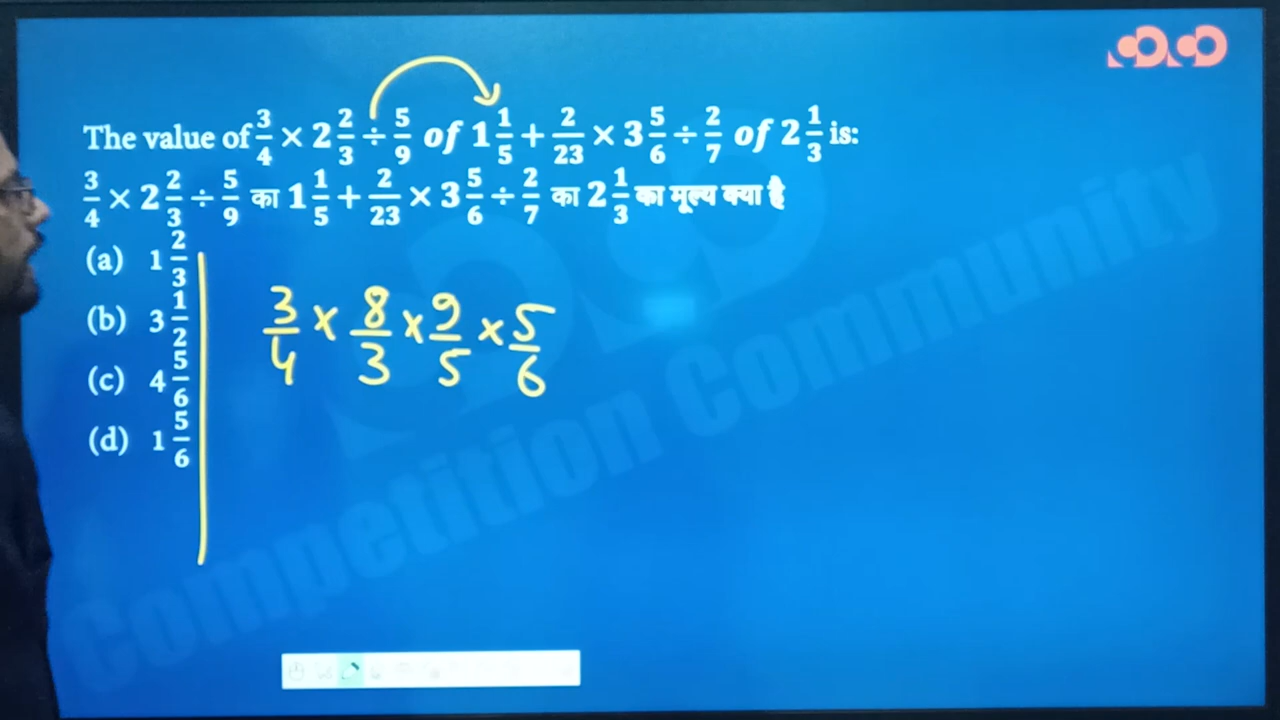 The value of 3/4 × 2 2/3 ÷ 5/9 of 1 1/5 + 2/23 × 3 5/6 ÷ 2/7 of 2 1/3 is:
3/4 × 2 2/3 ÷ 5/9 का 1 1/5 + 2/23 × 3 5/6 ÷ 2/7 का 2 1/3 का मूल्य क्या है
(a) 1 2/3
(b) 3 1/2
(c) 4 5/6
(d) 1 5/6
3/4 × 8/3 × 9/5 × 5/6
Competition Community